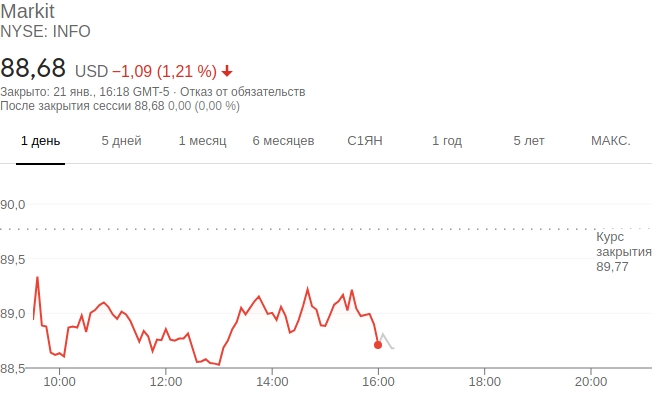 Markit
NYSE: INFO
88,68 USD −1,09 (1,21 %)
Закрыто: 21 янв., 16:18 GMT-5 · Отказ от обязательств
После закрытия сессии 88,68 0,00 (0,00 %)
1 день 5 дней 1 месяц 6 месяцев С1ЯН 1 год 5 лет МАКС.
90,0
Курс
закрытия
89,77
89,5
89,0
88,5
10:00 12:00 14:00 16:00 18:00 20:00